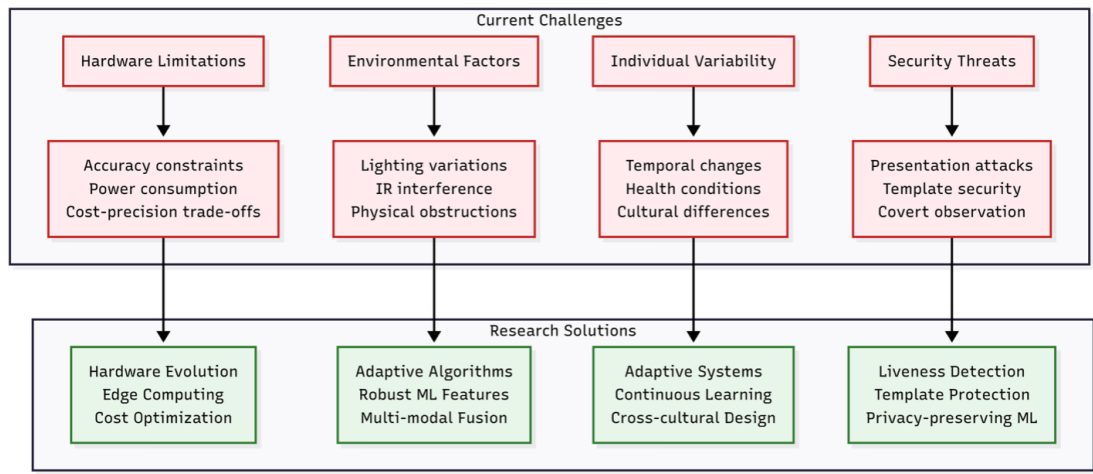 Current Challenges
Hardware Limitations
Environmental Factors
Individual Variability
Security Threats
Accuracy constraints
Power consumption
Cost-precision trade-offs
Lighting variations
IR interference
Physical obstructions
Temporal changes
Health conditions
Cultural differences
Presentation attacks
Template security
Covert observation
Research Solutions
Hardware Evolution
Edge Computing
Cost Optimization
Adaptive Algorithms
Robust ML Features
Multi-modal Fusion
Adaptive Systems
Continuous Learning
Cross-cultural Design
Liveness Detection
Template Protection
Privacy-preserving ML